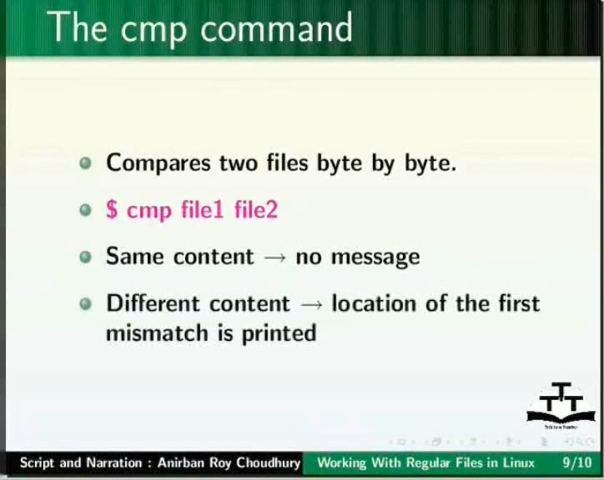 The cmp command
Compares two files byte by byte.
$ cmp file1 file2
Same content → no message
Different content → location of the first
mismatch is printed
TTT
Script and Narration : Anirban Roy Choudhury Working With Regular Files in Linux 9/10